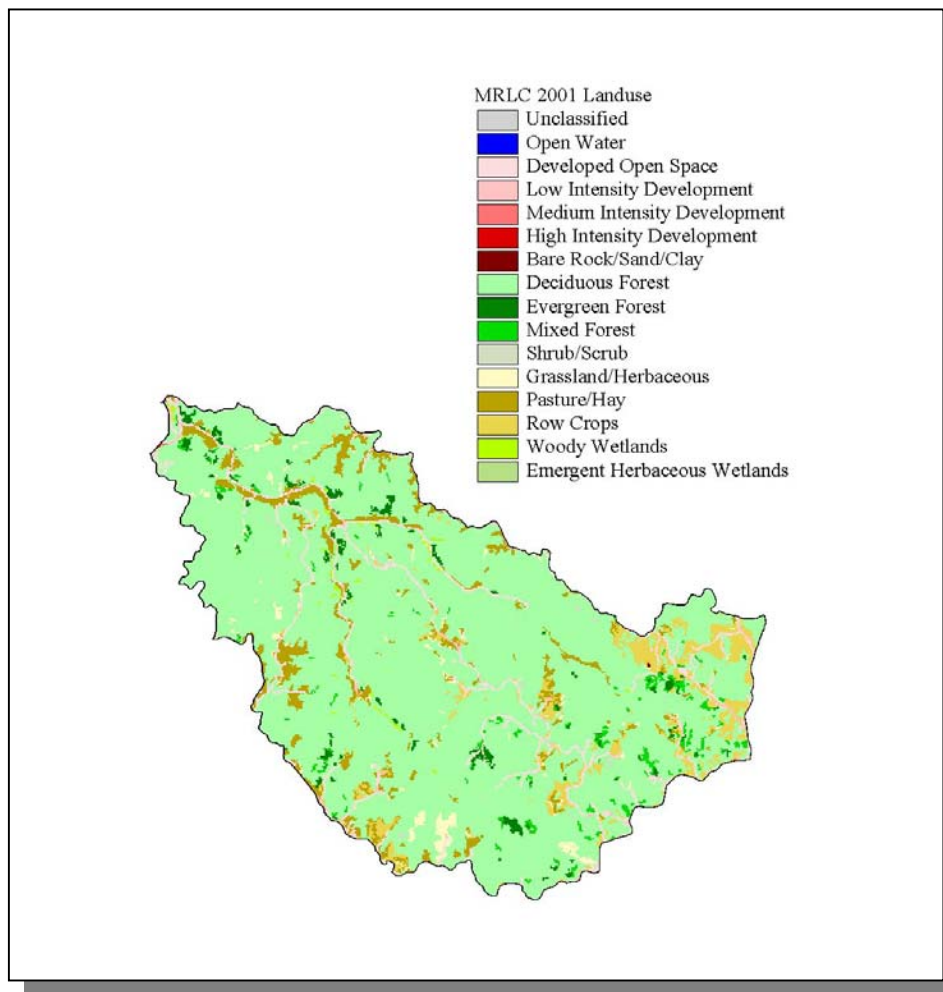 MRLC 2001 Landuse
Unclassified
Open Water
Developed Open Space
Low Intensity Development
Medium Intensity Development
High Intensity Development
Bare Rock/Sand/Clay
Deciduous Forest
Evergreen Forest
Mixed Forest
Shrub/Scrub
Grassland/Herbaceous
Pasture/Hay
Row Crops
Woody Wetlands
Emergent Herbaceous Wetlands